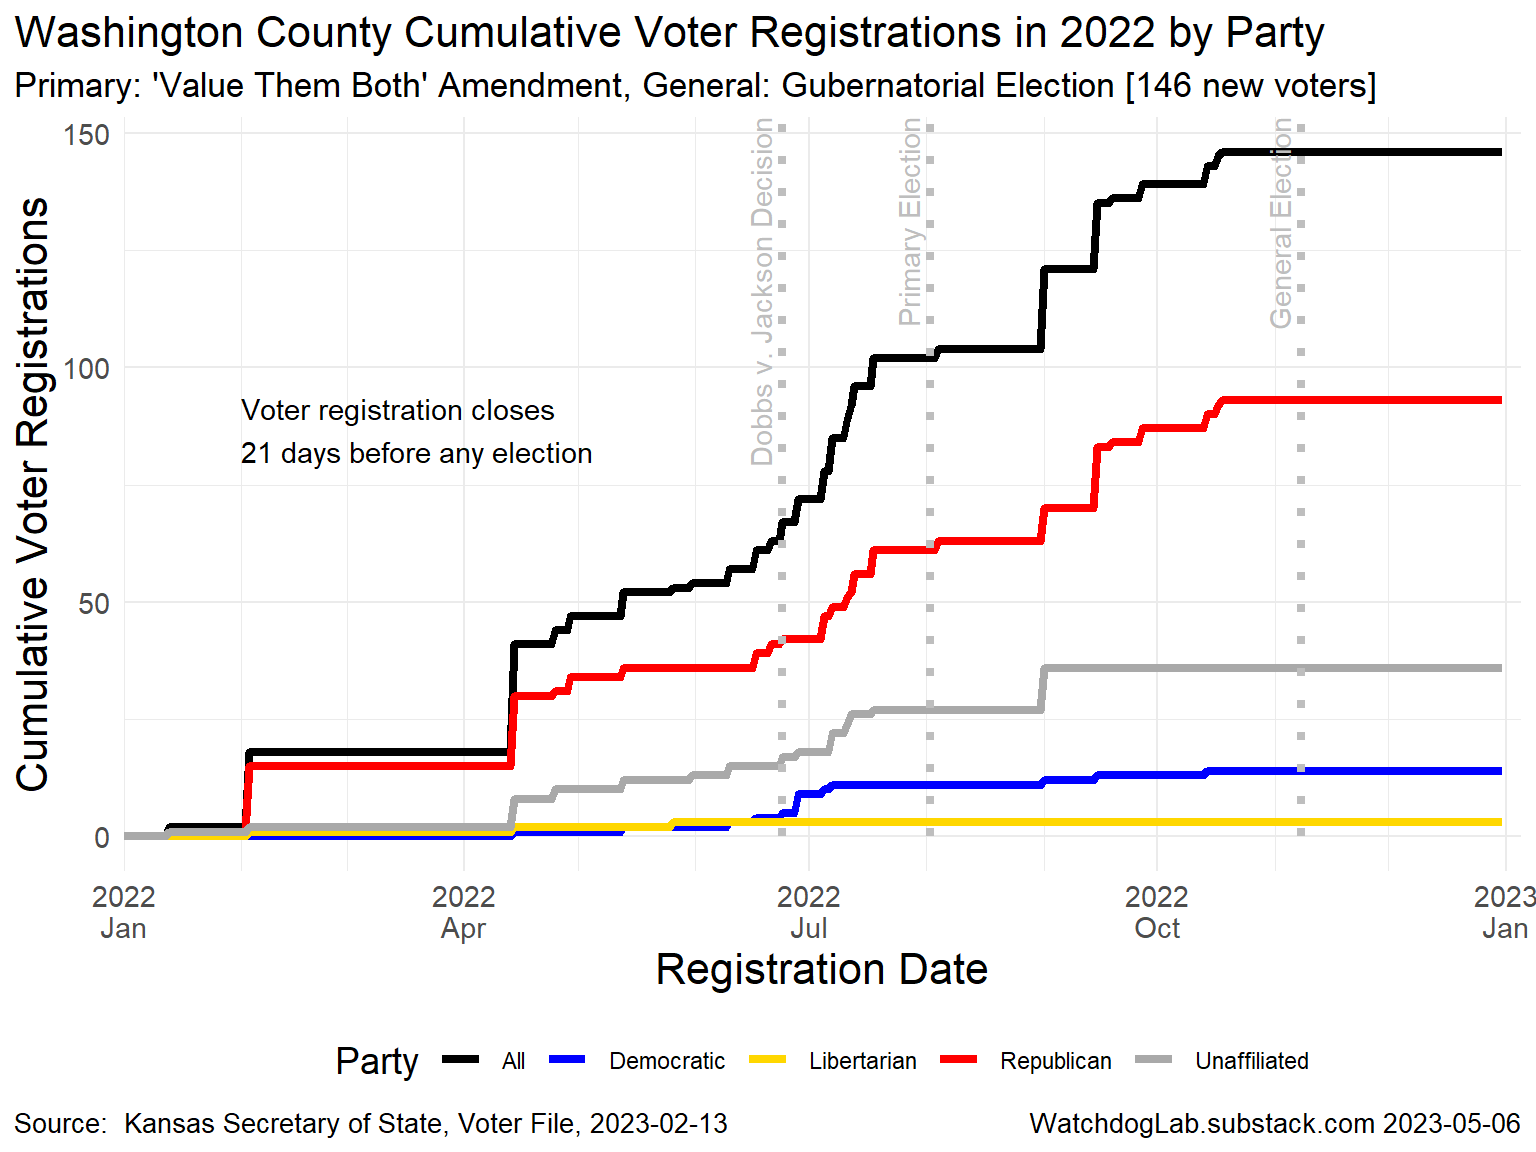 Washington County Cumulative Voter Registrations in 2022 by Party
Primary: 'Value Them Both' Amendment, General: Gubernatorial Election [146 new voters]
Cumulative Voter Registrations
150
100
50
0
Voter registration closes
21 days before any election
Dobbs v. Jackson Decision
Primary Election
General Election
2022
Jan
2022
Apr
2022
Jul
2022
Oct
2023
Jan
Registration Date
Party
All
Democratic
Libertarian
Republican
Unaffiliated
Source:  Kansas Secretary of State, Voter File, 2023-02-13
WatchdogLab.substack.com 2023-05-06